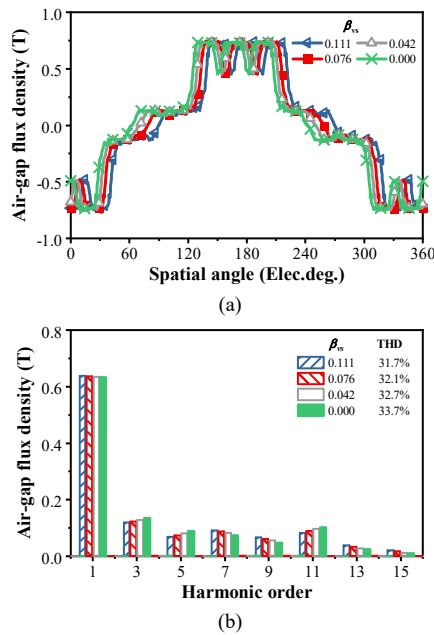 (a)
1.0
0.5
0.0
-0.5
-1.0
Air-gap flux density (T)
βvs
0.111 0.042
0.076 0.000
0 60 120 180 240 300 360
Spatial angle (Elec.deg.)
(a)
0.8
0.6
0.4
0.2
0.0
Air-gap flux density (T)
βvs THD
0.111 31.7%
0.076 32.1%
0.042 32.7%
0.000 33.7%
1 3 5 7 9 11 13 15
Harmonic order
(b)